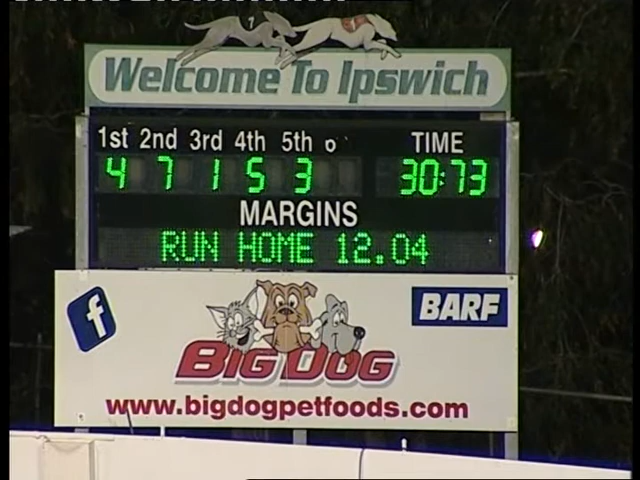 1
Welcome To Ipswich
1st 2nd 3rd 4th 5th o TIME
4 7 1 5 3 30:73
MARGINS
RUN HOME 12.04
f BARF
BIG DOG
www.bigdogpetfoods.com